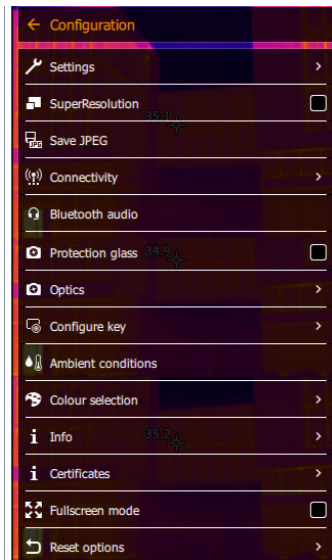 Configuration
Settings
SuperResolution
35.1
JPG
Save JPEG
Connectivity
Bluetooth audio
Protection glass
34.9
Optics
Configure key
Ambient conditions
Colour selection
Info
35.2
Certificates
Fullscreen mode
Reset options